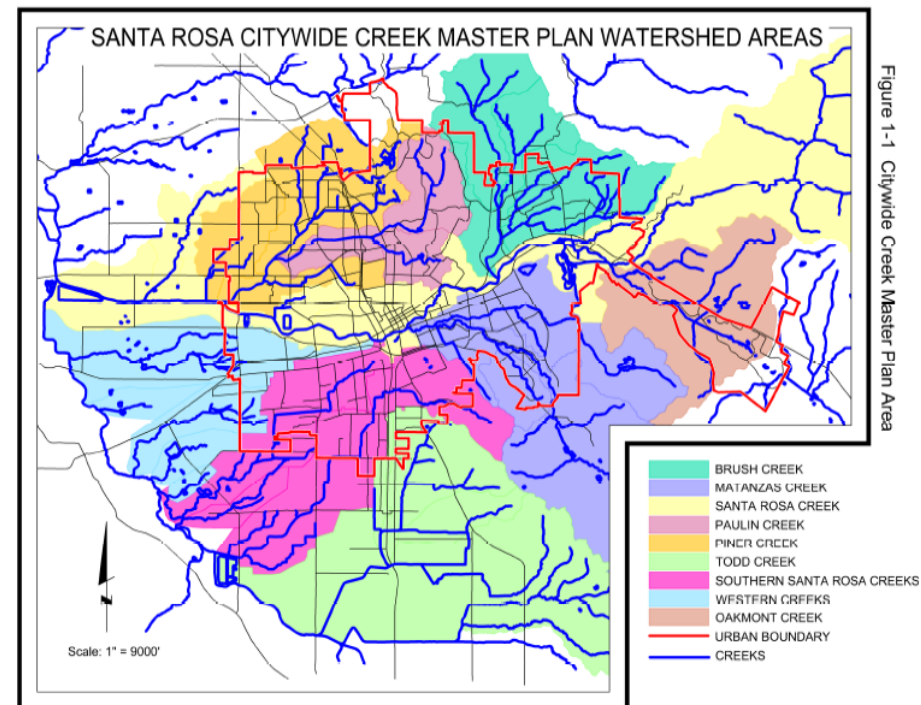 SANTA ROSA CITYWIDE CREEK MASTER PLAN WATERSHED AREAS
Figure 1-1 Citywide Creek Master Plan Area
BRUSH CREEK
MATANZAS CREEK
SANTA ROSA CREEK
PAULIN CREEK
PINER CREEK
TODD CREEK
SOUTHERN SANTA ROSA CREEKS
WESTERN CREEKS
OAKMONT CREEK
URBAN BOUNDARY
CREEKS
Scale: 1" = 9000'